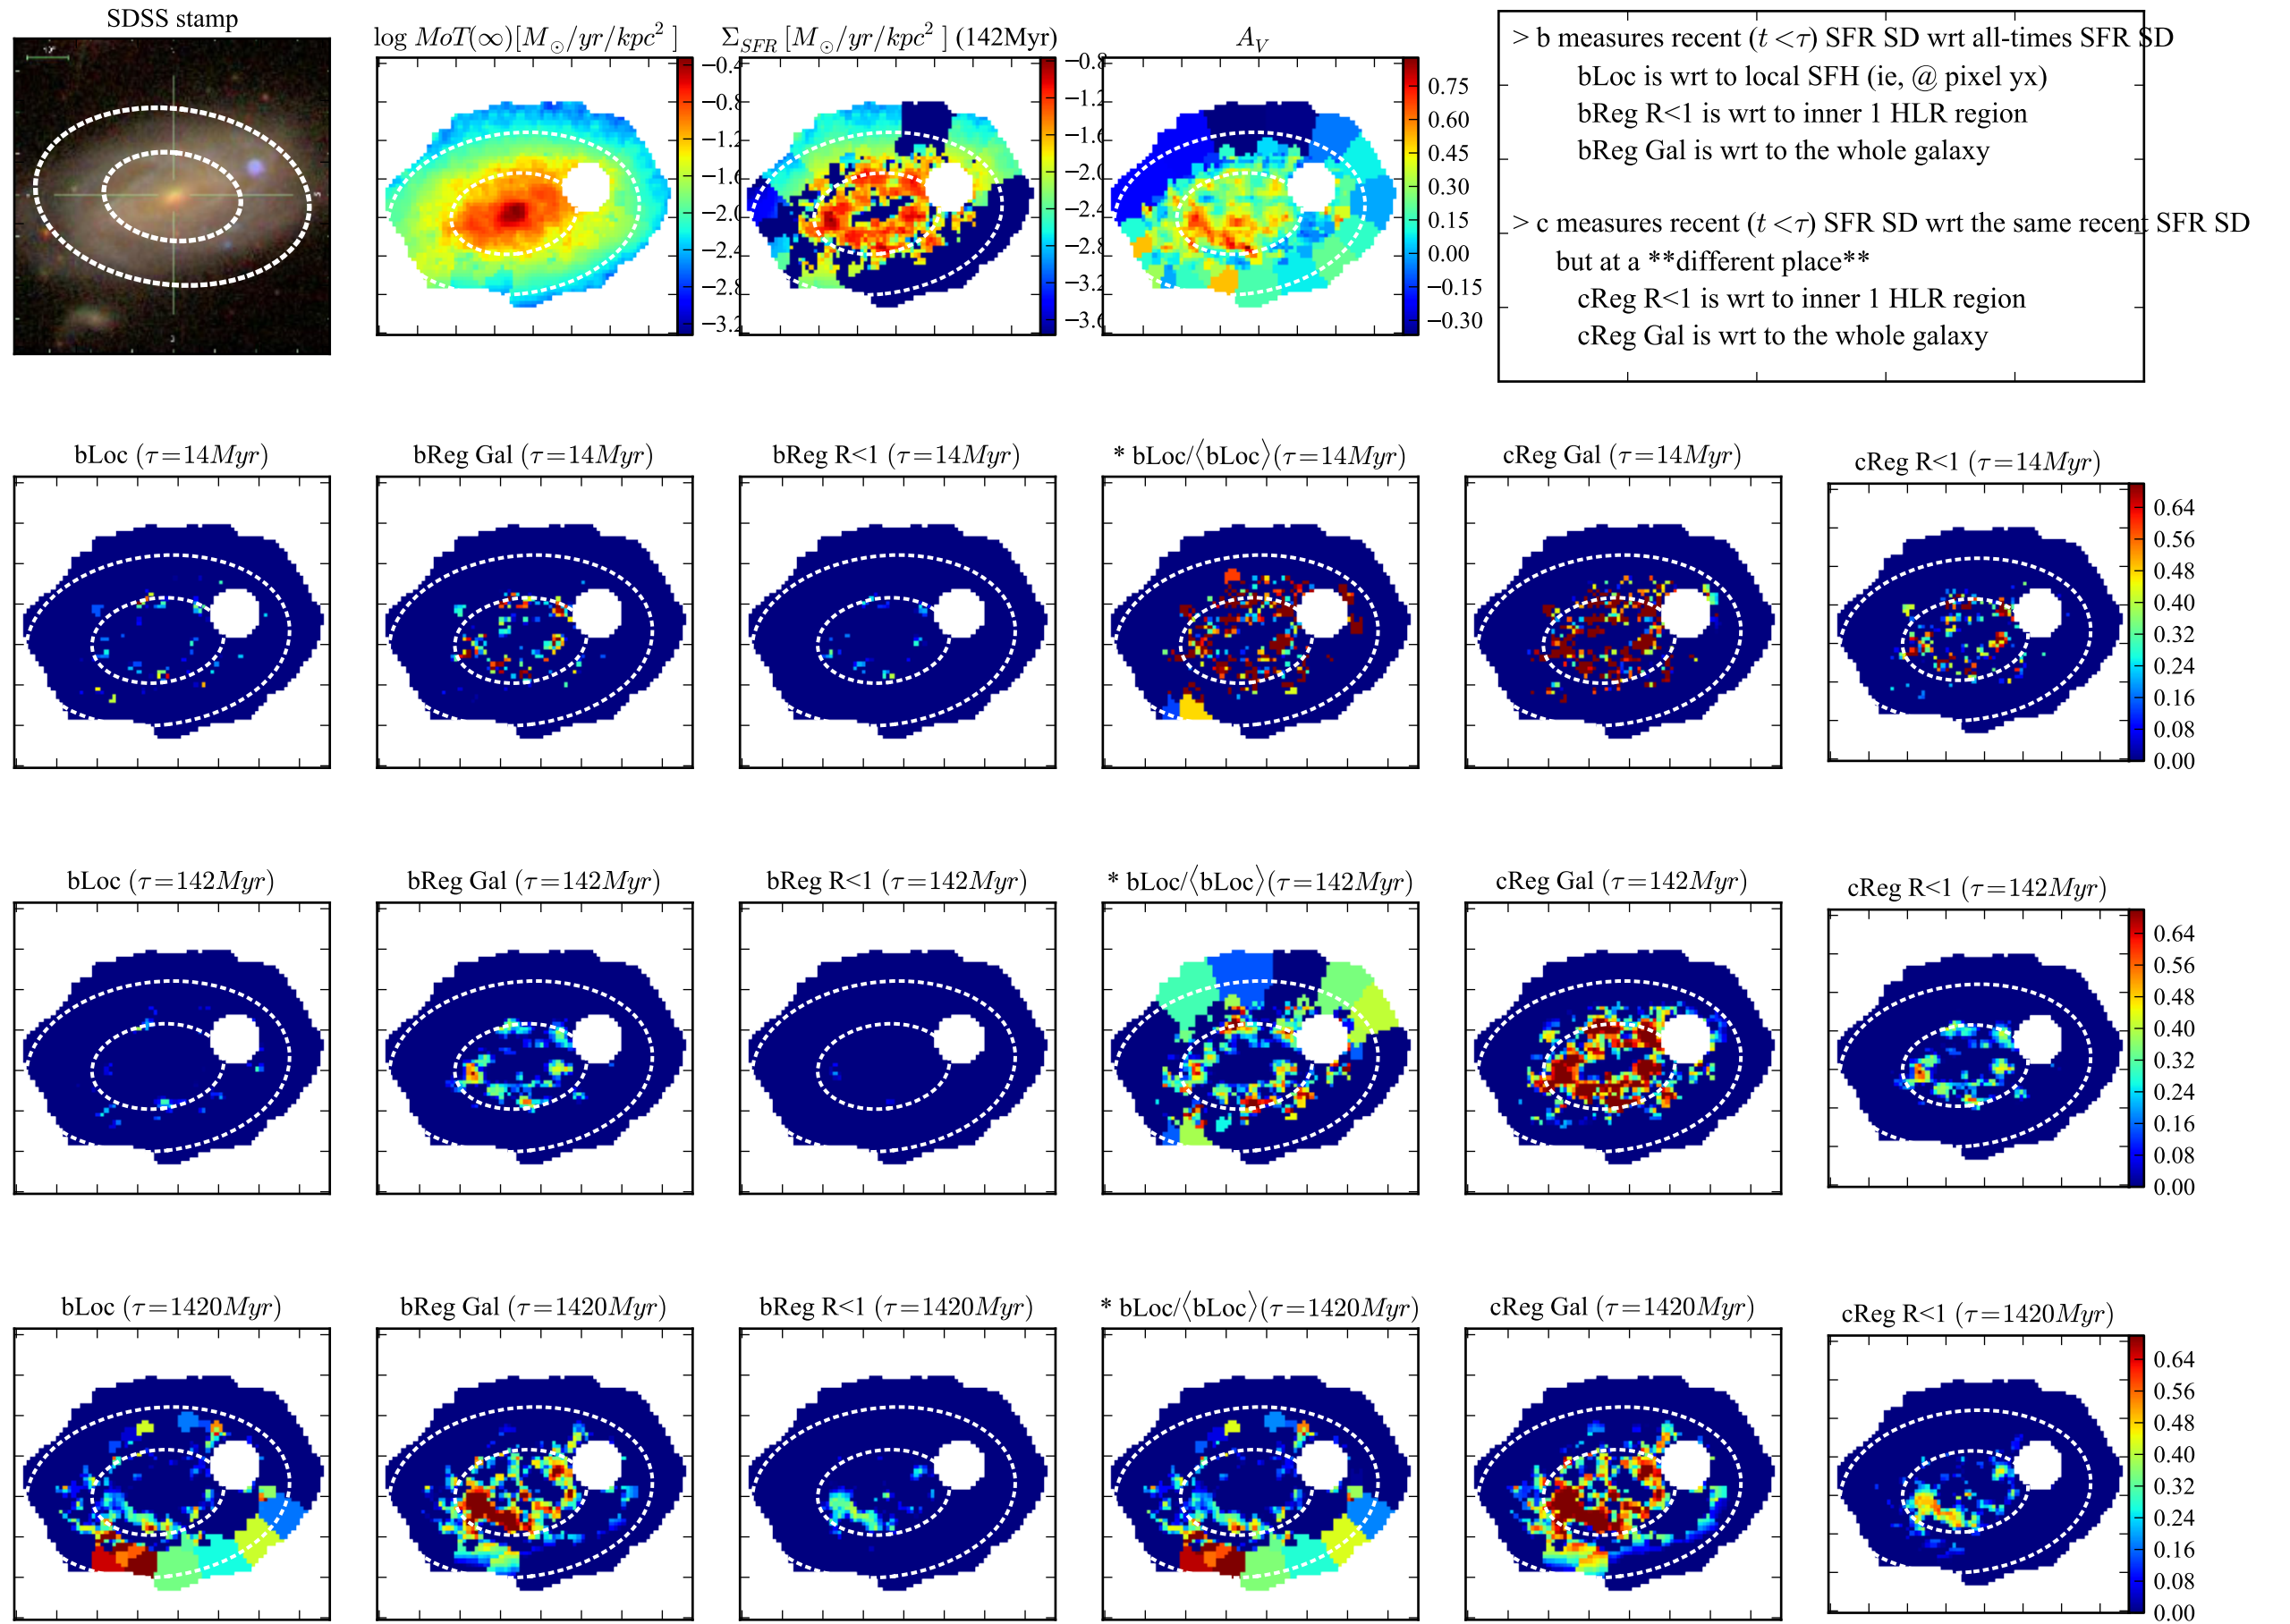 SDSS stamp
log MoT(∞)[M⊙/yr/kpc²]
Σ_SFR [M⊙/yr/kpc²] (142Myr)
A_V
> b measures recent (t<τ) SFR SD wrt all-times SFR SD
bLoc is wrt to local SFH (ie, @ pixel yx)
bReg R<1 is wrt to inner 1 HLR region
bReg Gal is wrt to the whole galaxy
> c measures recent (t<τ) SFR SD wrt the same recent SFR SD
but at a **different place**
cReg R<1 is wrt to inner 1 HLR region
cReg Gal is wrt to the whole galaxy
−0.4
−0.8
−1.2
−1.6
−2.0
−2.4
−2.8
−3.2
−0.8
−1.2
−1.6
−2.0
−2.4
−2.8
−3.2
−3.6
0.75
0.60
0.45
0.30
0.15
0.00
−0.15
−0.30
bLoc (τ=14Myr)
bReg Gal (τ=14Myr)
bReg R<1 (τ=14Myr)
* bLoc/⟨bLoc⟩(τ=14Myr)
cReg Gal (τ=14Myr)
cReg R<1 (τ=14Myr)
0.64
0.56
0.48
0.40
0.32
0.24
0.16
0.08
0.00
bLoc (τ=142Myr)
bReg Gal (τ=142Myr)
bReg R<1 (τ=142Myr)
* bLoc/⟨bLoc⟩(τ=142Myr)
cReg Gal (τ=142Myr)
cReg R<1 (τ=142Myr)
0.64
0.56
0.48
0.40
0.32
0.24
0.16
0.08
0.00
bLoc (τ=1420Myr)
bReg Gal (τ=1420Myr)
bReg R<1 (τ=1420Myr)
* bLoc/⟨bLoc⟩(τ=1420Myr)
cReg Gal (τ=1420Myr)
cReg R<1 (τ=1420Myr)
0.64
0.56
0.48
0.40
0.32
0.24
0.16
0.08
0.00